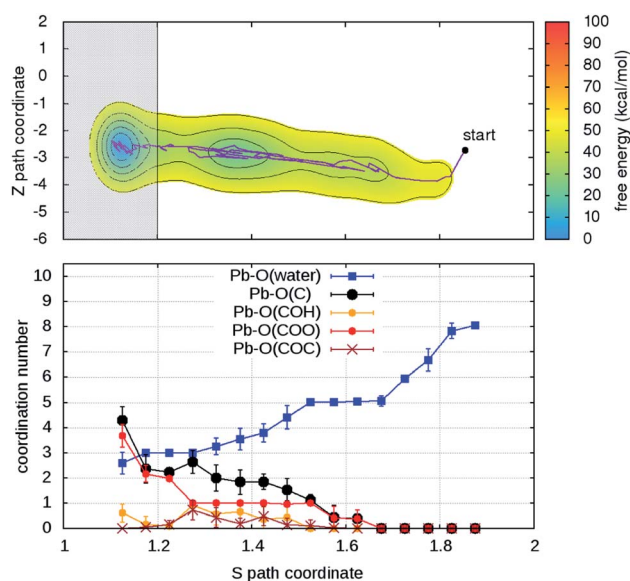 2
1
0
-1
-2
-3
-4
-5
-6
Z path coordinate
start
100
90
80
70
60
50
40
30
20
10
0
free energy (kcal/mol)
10
9
8
7
6
5
4
3
2
1
0
coordination number
Pb-O(water)
Pb-O(C)
Pb-O(COH)
Pb-O(COO)
Pb-O(COC)
1 1.2 1.4 1.6 1.8 2
S path coordinate